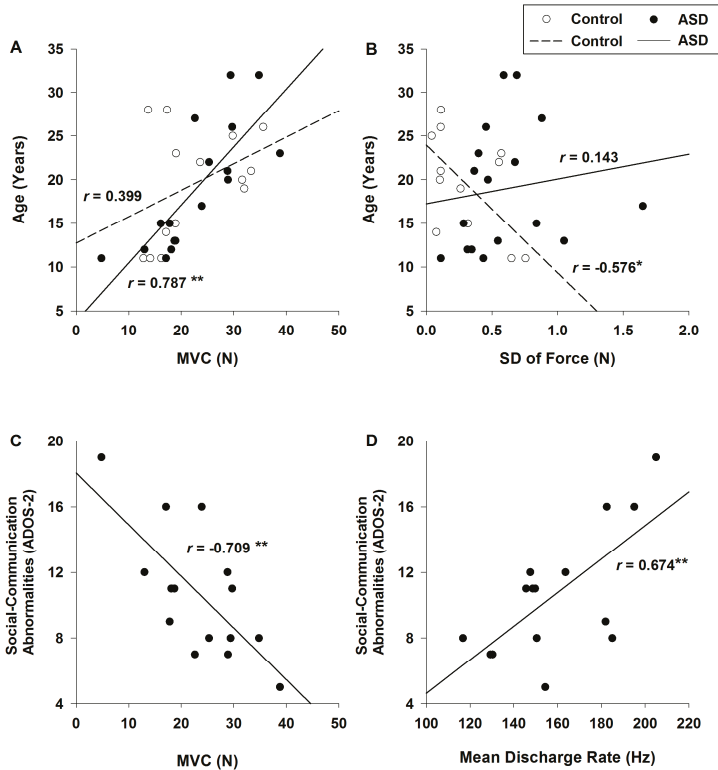 Control ASD
Control ASD
A
35
30
25
20
15
10
5
Age (Years)
r = 0.399
r = 0.787 **
0 10 20 30 40 50
MVC (N)
B
35
30
25
20
15
10
5
Age (Years)
r = 0.143
r = -0.576*
0.0 0.5 1.0 1.5 2.0
SD of Force (N)
C
20
16
12
8
4
Social-Communication
Abnormalities (ADOS-2)
r = -0.709 **
0 10 20 30 40 50
MVC (N)
D
20
16
12
8
4
Social-Communication
Abnormalities (ADOS-2)
r = 0.674**
100 120 140 160 180 200 220
Mean Discharge Rate (Hz)